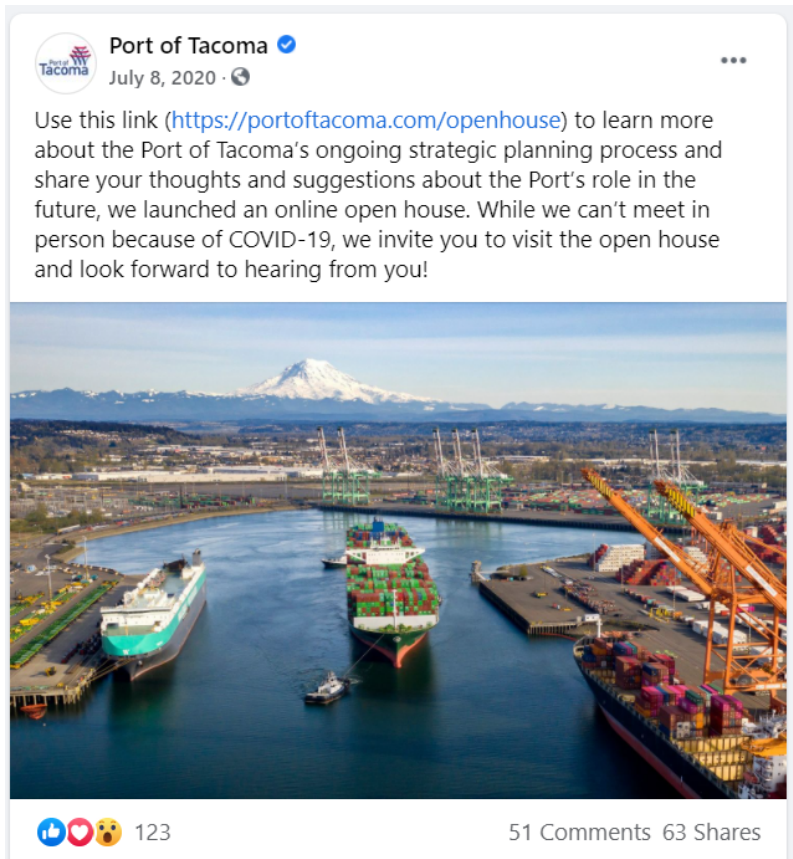 Port of Tacoma
Port of
Tacoma
July 8, 2020 ·
Use this link (https://portoftacoma.com/openhouse) to learn more
about the Port of Tacoma's ongoing strategic planning process and
share your thoughts and suggestions about the Port's role in the
future, we launched an online open house. While we can't meet in
person because of COVID-19, we invite you to visit the open house
and look forward to hearing from you!
123
51 Comments 63 Shares